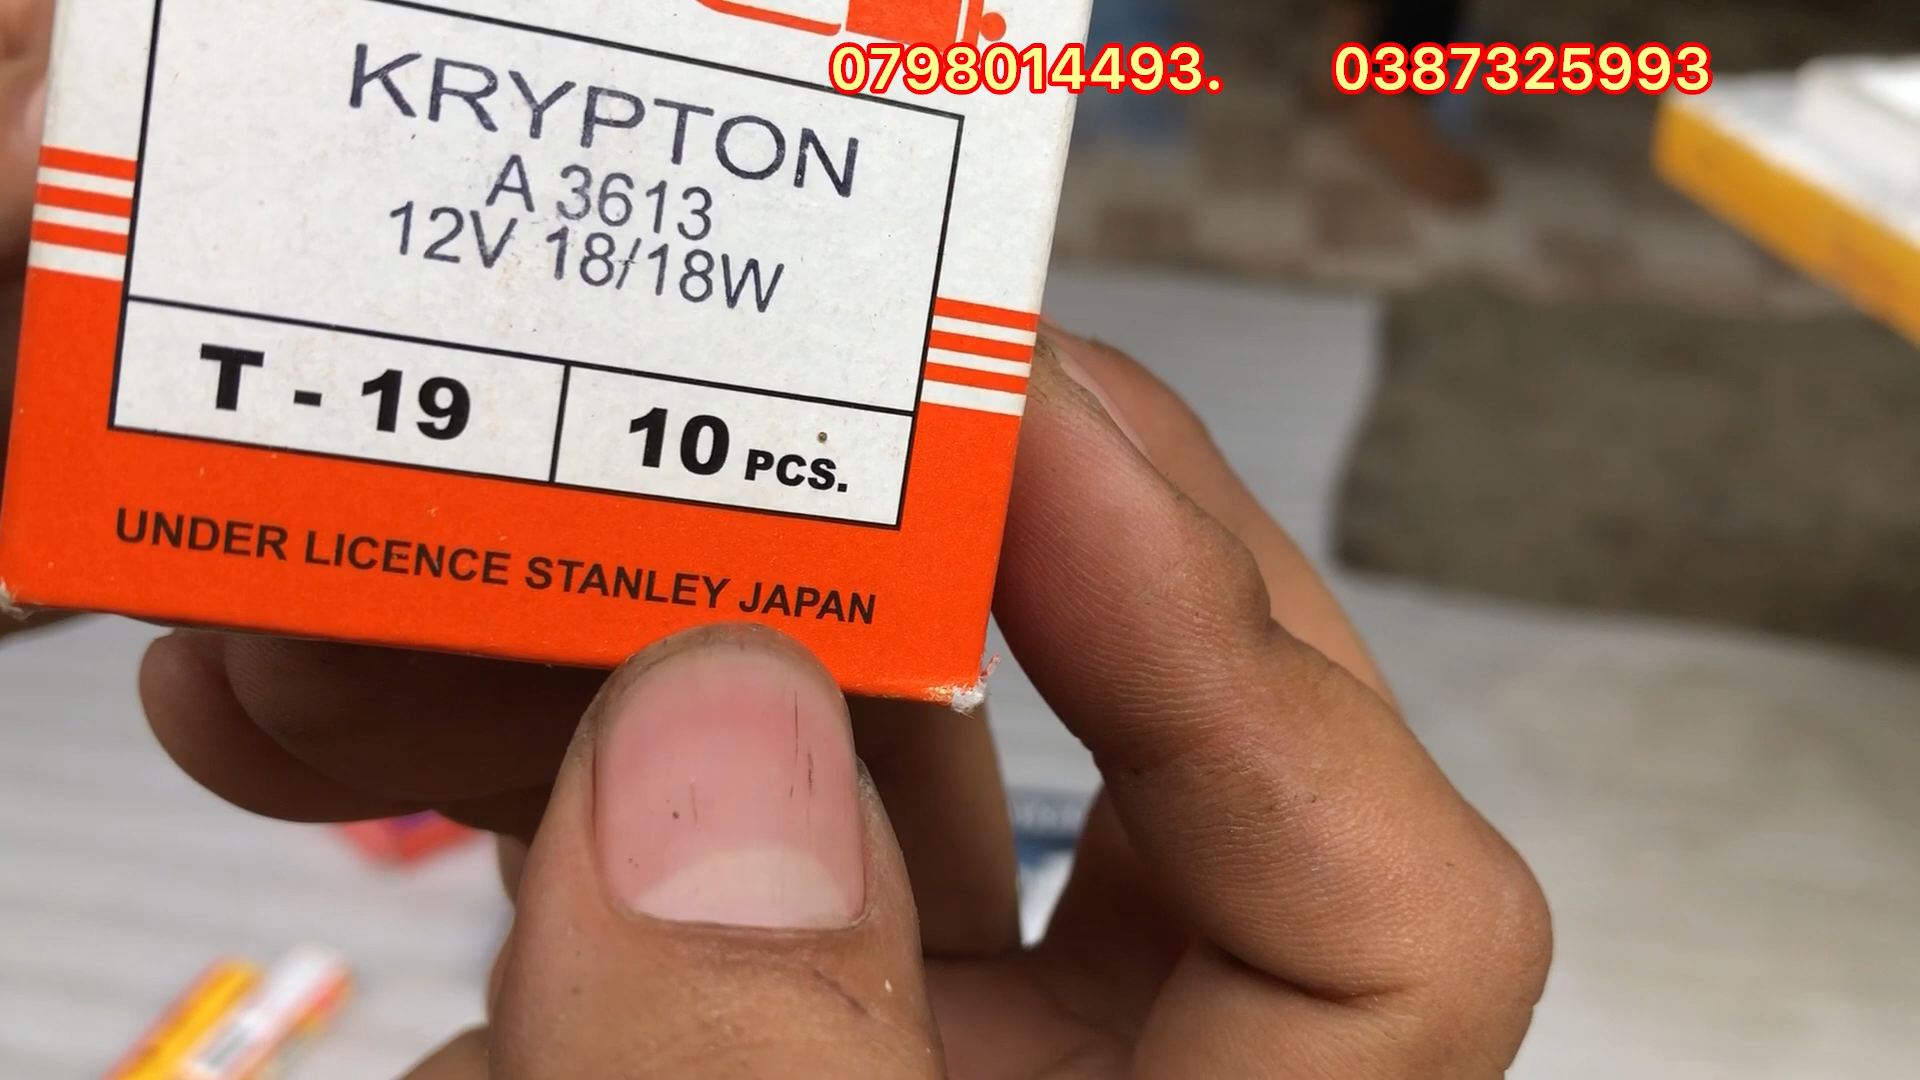 0798014493. 0387325993
KRYPTON
A 3613
12V 18/18W
T - 19
10 PCS.
UNDER LICENCE STANLEY JAPAN